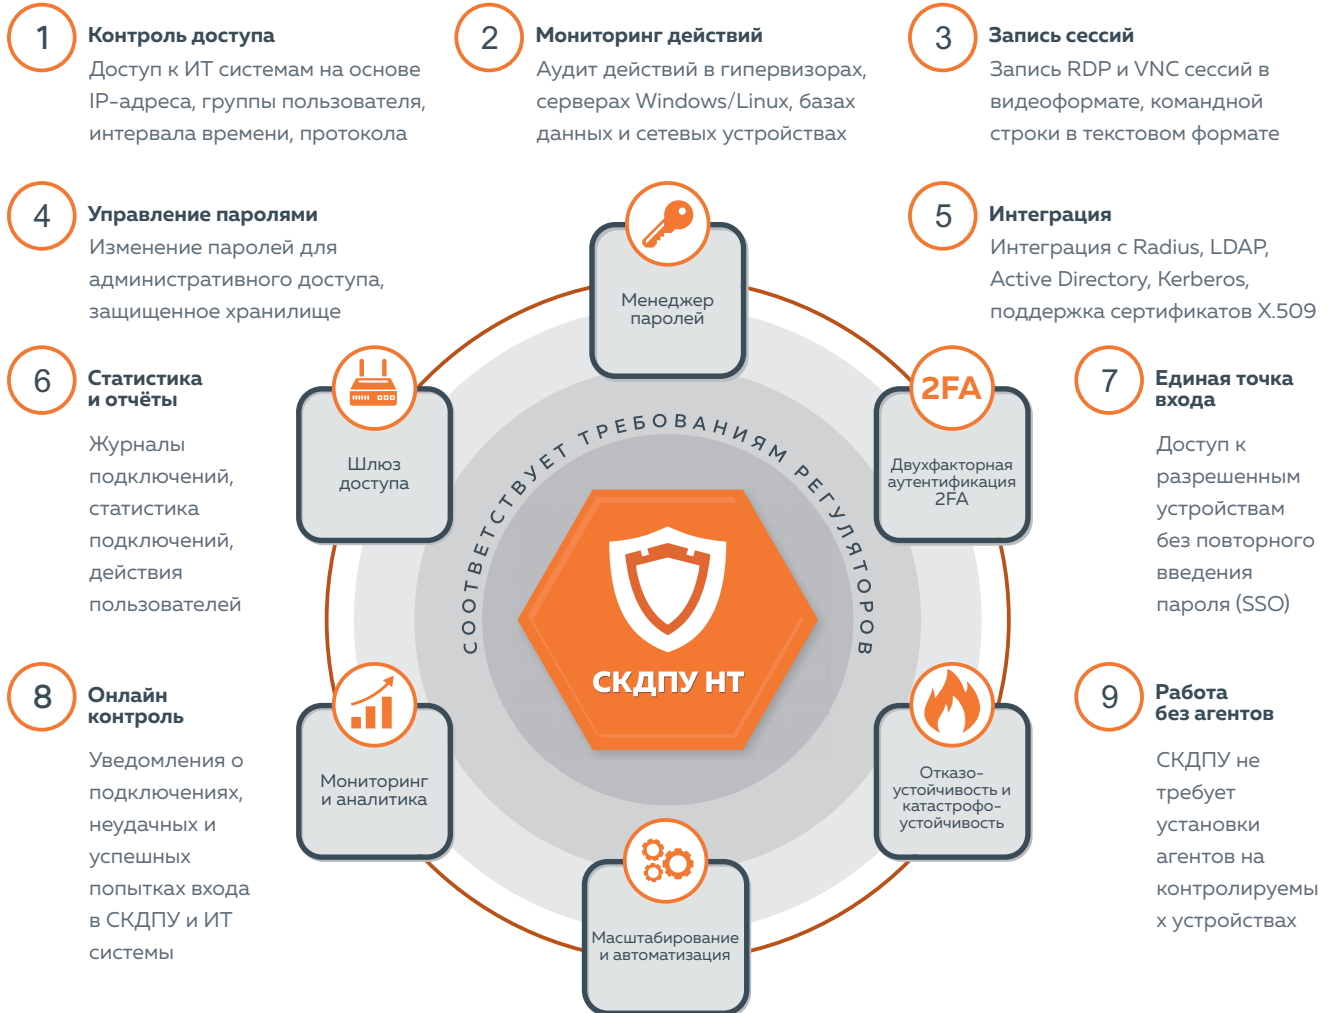 1
Контроль доступа
Доступ к ИТ системам на основе
IP-адреса, группы пользователя,
интервала времени, протокола
2
Мониторинг действий
Аудит действий в гипервизорах,
серверах Windows/Linux, базах
данных и сетевых устройствах
3
Запись сессий
Запись RDP и VNC сессий в
видеоформате, командной
строки в текстовом формате
4
Управление паролями
Изменение паролей для
административного доступа,
защищенное хранилище
5
Интеграция
Интеграция с Radius, LDAP,
Active Directory, Kerberos,
поддержка сертификатов X.509
6
Статистика
и отчёты
Журналы
подключений,
статистика
подключений,
действия
пользователей
7
Единая точка
входа
Доступ к
разрешенным
устройствам
без повторного
введения
пароля (SSO)
8
Онлайн
контроль
Уведомления о
подключениях,
неудачных и
успешных
попытках входа
в СКДПУ и ИТ
системы
9
Работа
без агентов
СКДПУ не
требует
установки
агентов на
контролируемы
х устройствах
Менеджер
паролей
Шлюз
доступа
2FA
Двухфакторная
аутентификация
2FA
СООТВЕТСТВУЕТ ТРЕБОВАНИЯМ РЕГУЛЯТОРОВ
СКДПУ НТ
Мониторинг
и аналитика
Отказо-
устойчивость и
катастрофо-
устойчивость
Масштабирование
и автоматизация